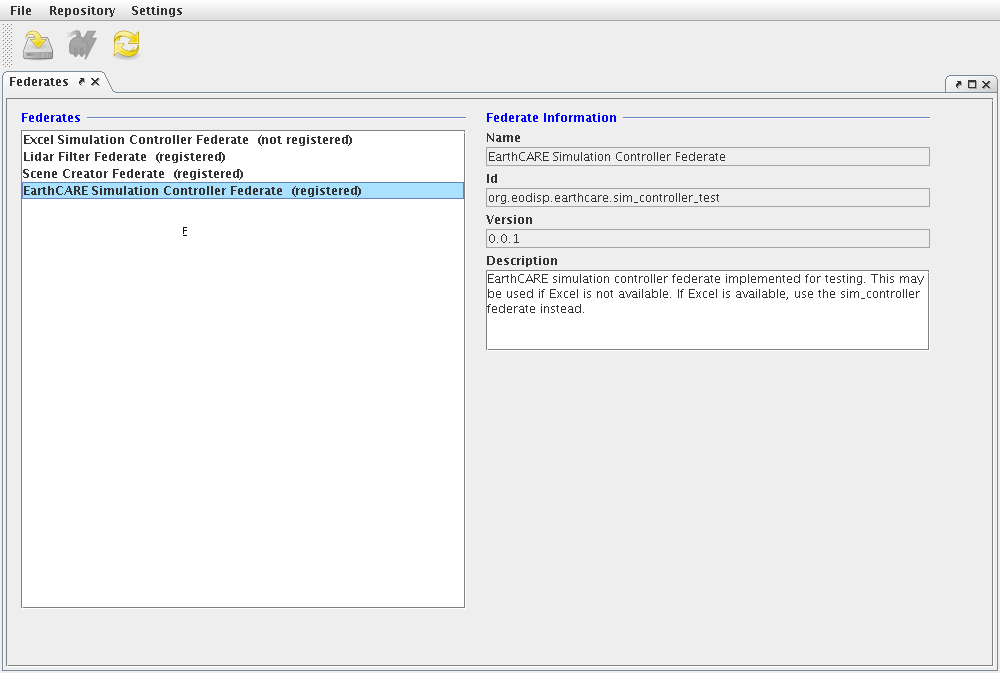 File Repository Settings
Federates
Federates
Excel Simulation Controller Federate (not registered)
Lidar Filter Federate (registered)
Scene Creator Federate (registered)
EarthCARE Simulation Controller Federate (registered)
E
Federate Information
Name
EarthCARE Simulation Controller Federate
Id
org.eodisp.earthcare.sim_controller_test
Version
0.0.1
Description
EarthCARE simulation controller federate implemented for testing. This may
be used if Excel is not available. If Excel is available, use the sim_controller
federate instead.